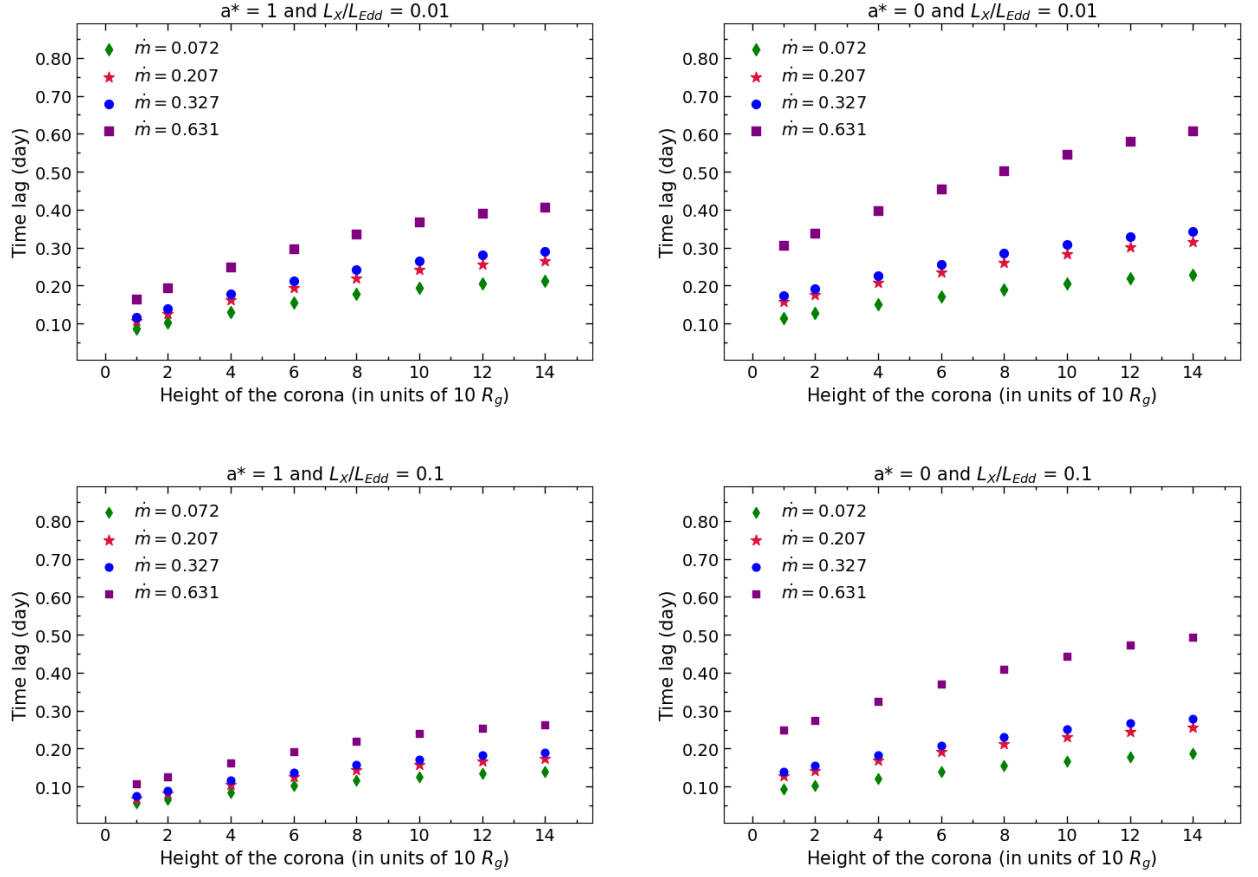 a* = 1 and L_X/L_Edd = 0.01
0.80
0.70
0.60
0.50
0.40
0.30
0.20
0.10
Time lag (day)
ṁ = 0.072
ṁ = 0.207
ṁ = 0.327
ṁ = 0.631
0 2 4 6 8 10 12 14
Height of the corona (in units of 10 R_g)
a* = 0 and L_X/L_Edd = 0.01
0.80
0.70
0.60
0.50
0.40
0.30
0.20
0.10
Time lag (day)
ṁ = 0.072
ṁ = 0.207
ṁ = 0.327
ṁ = 0.631
0 2 4 6 8 10 12 14
Height of the corona (in units of 10 R_g)
a* = 1 and L_X/L_Edd = 0.1
0.80
0.70
0.60
0.50
0.40
0.30
0.20
0.10
Time lag (day)
ṁ = 0.072
ṁ = 0.207
ṁ = 0.327
ṁ = 0.631
0 2 4 6 8 10 12 14
Height of the corona (in units of 10 R_g)
a* = 0 and L_X/L_Edd = 0.1
0.80
0.70
0.60
0.50
0.40
0.30
0.20
0.10
Time lag (day)
ṁ = 0.072
ṁ = 0.207
ṁ = 0.327
ṁ = 0.631
0 2 4 6 8 10 12 14
Height of the corona (in units of 10 R_g)